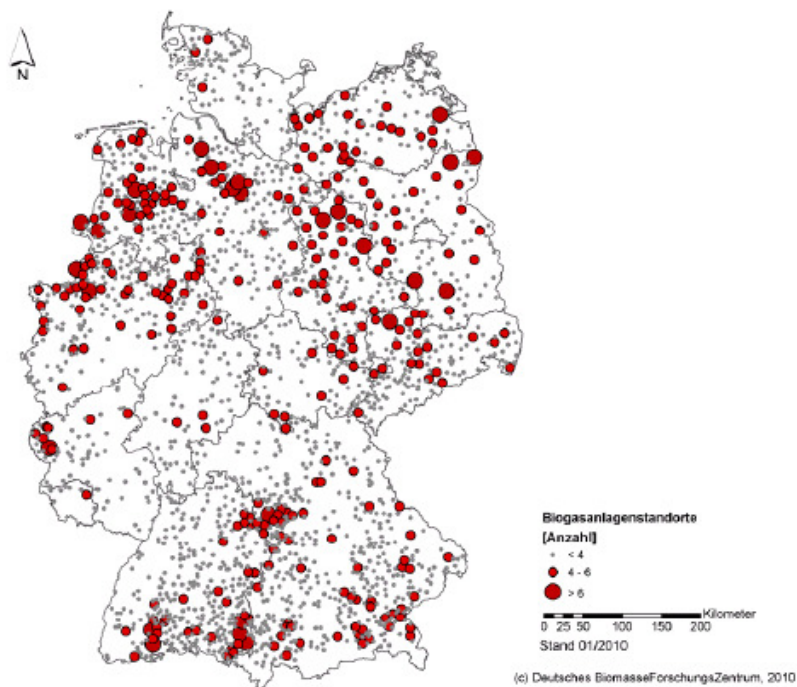 N
Biogasanlagenstandorte
[Anzahl]
< 4
4 - 6
> 6
Kilometer
0 25 50 100 150 200
Stand 01/2010
(c) Deutsches BiomasseForschungsZentrum, 2010